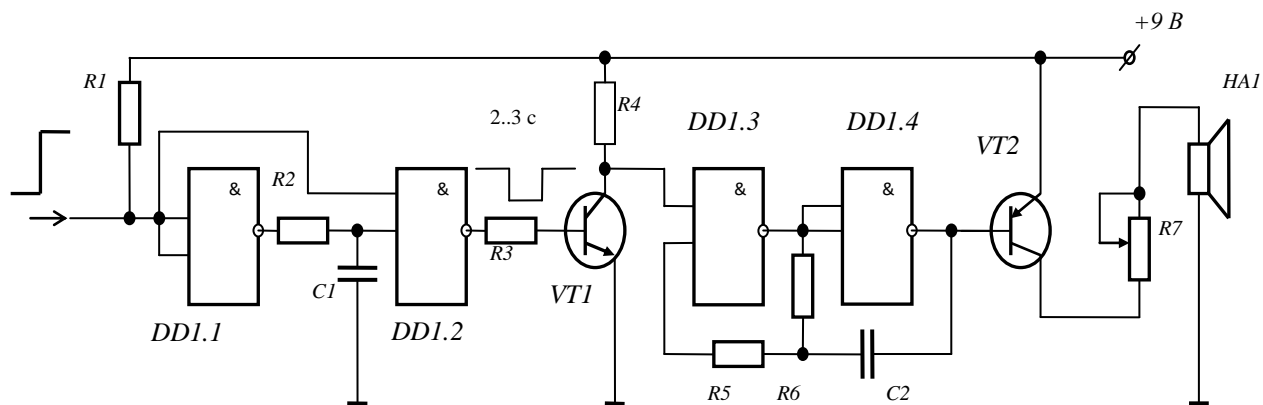 +9 В
R1
R4
HA1
2..3 с
DD1.3
DD1.4
VT2
&
R2
&
&
&
R7
R3
C1
VT1
DD1.1
DD1.2
R5
R6
C2